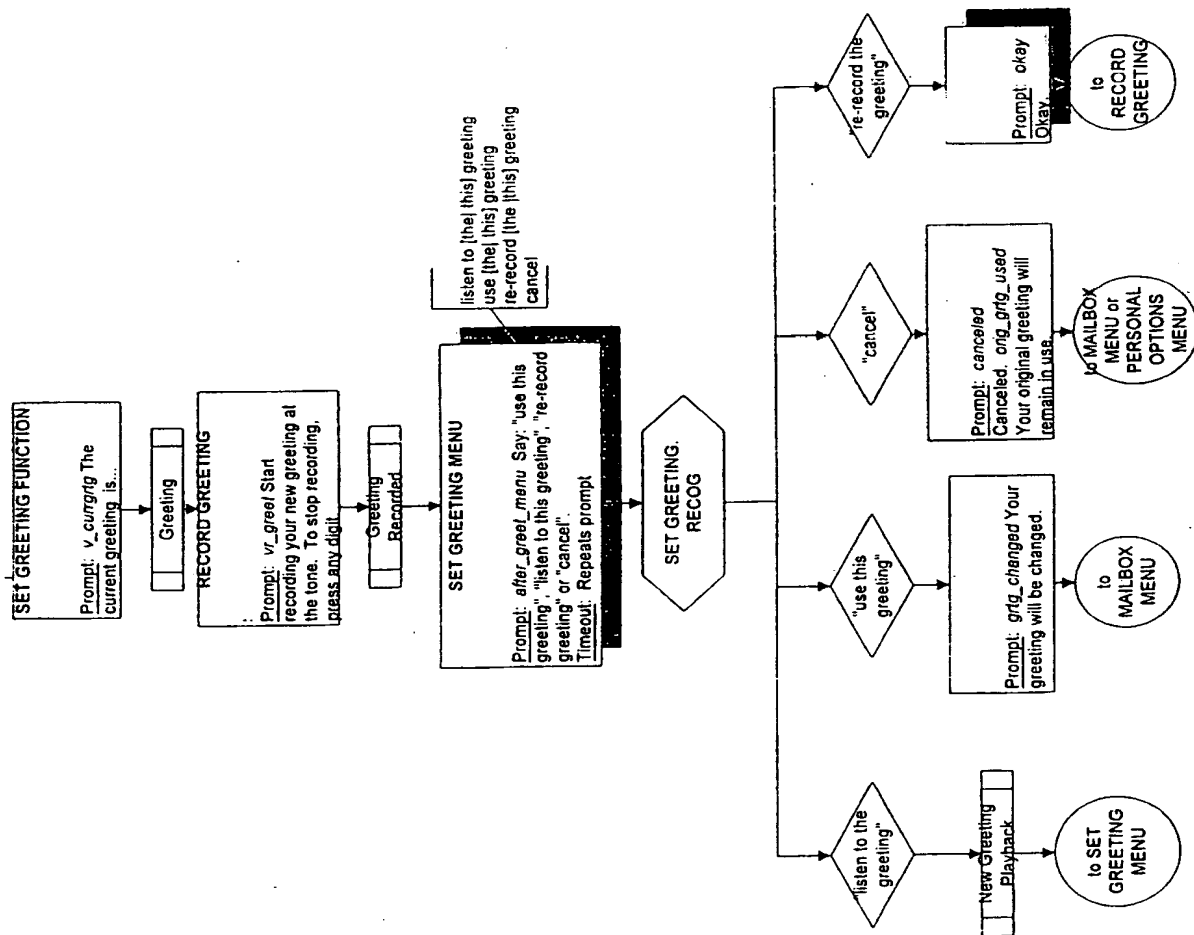 SET GREETING FUNCTION
Prompt: v_currgrtg The
current greeting is...
Greeting
RECORD GREETING
Prompt: vr_greet Start
recording your new greeting at
the tone. To stop recording,
press any digit
Greeting
Recorded
SET GREETING MENU
Prompt: after_greet_menu Say: "use this
greeting", "listen to this greeting", "re-record
greeting" or "cancel".
Timeout: Repeats prompt
listen to [the| this] greeting
use [the| this] greeting
re-record [the |this] greeting
cancel
SET GREETING.
RECOG
"listen to the
greeting"
New Greeting
Playback
to SET
GREETING
MENU
"use this
greeting"
Prompt: grtg_changed Your
greeting will be changed.
to
MAILBOX
MENU
"cancel"
Prompt: canceled
Canceled. orig_grtg_used
Your original greeting will
remain in use.
to MAILBOX
MENU or
PERSONAL
OPTIONS
MENU
"re-record the
greeting"
Prompt: okay
Okay.
to
RECORD
GREETING